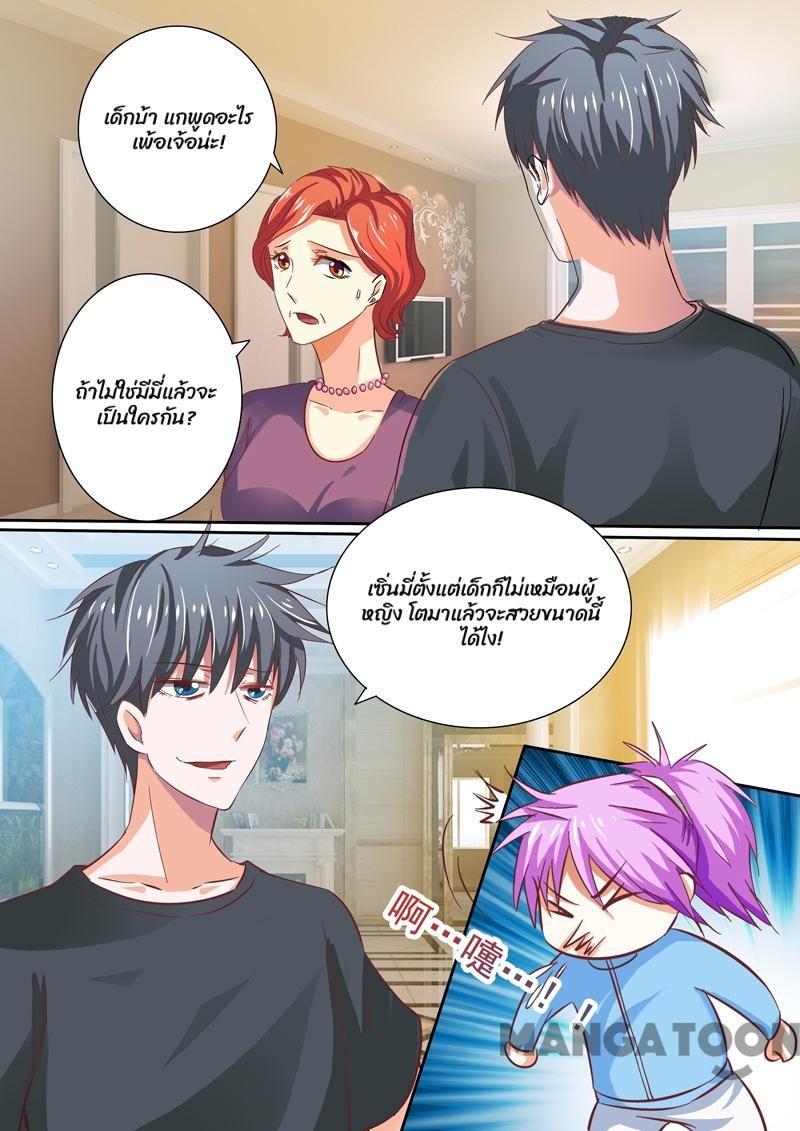 เด็กบ้า แกพูดอะไร
เพ้อเจ้อน่ะ!
ถ้าไม่ใช่มีมี่แล้วจะ
เป็นใครกัน?
เซิ่นมี่ตั้งแต่เด็กก็ไม่เหมือนผู้
หญิง โตมาแล้วจะสวยขนาดนี้
ได้ไง!
啊…嚏…!!
MANGATOON